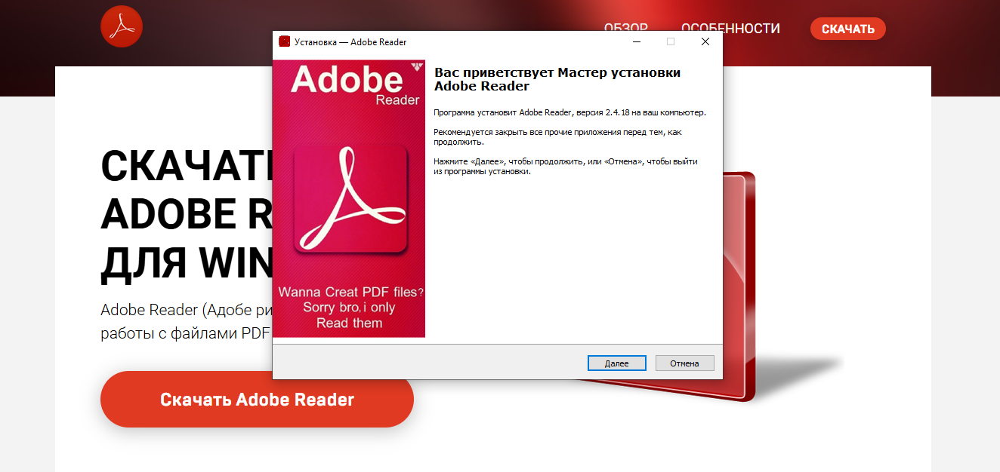 ОБЗОР
ОСОБЕННОСТИ
СКАЧАТЬ
Установка — Adobe Reader
Adobe
Reader
Wanna Creat PDF files?
Sorry bro,i only
Read them
Вас приветствует Мастер установки
Adobe Reader
Программа установит Adobe Reader, версия 2.4.18 на ваш компьютер.
Рекомендуется закрыть все прочие приложения перед тем, как
продолжить.
Нажмите «Далее», чтобы продолжить, или «Отмена», чтобы выйти
из программы установки.
Далее
Отмена
СКАЧАТ
ADOBE R
ДЛЯ WIN
Adobe Reader (Адобе ри
работы с файлами PDF
Скачать Adobe Reader